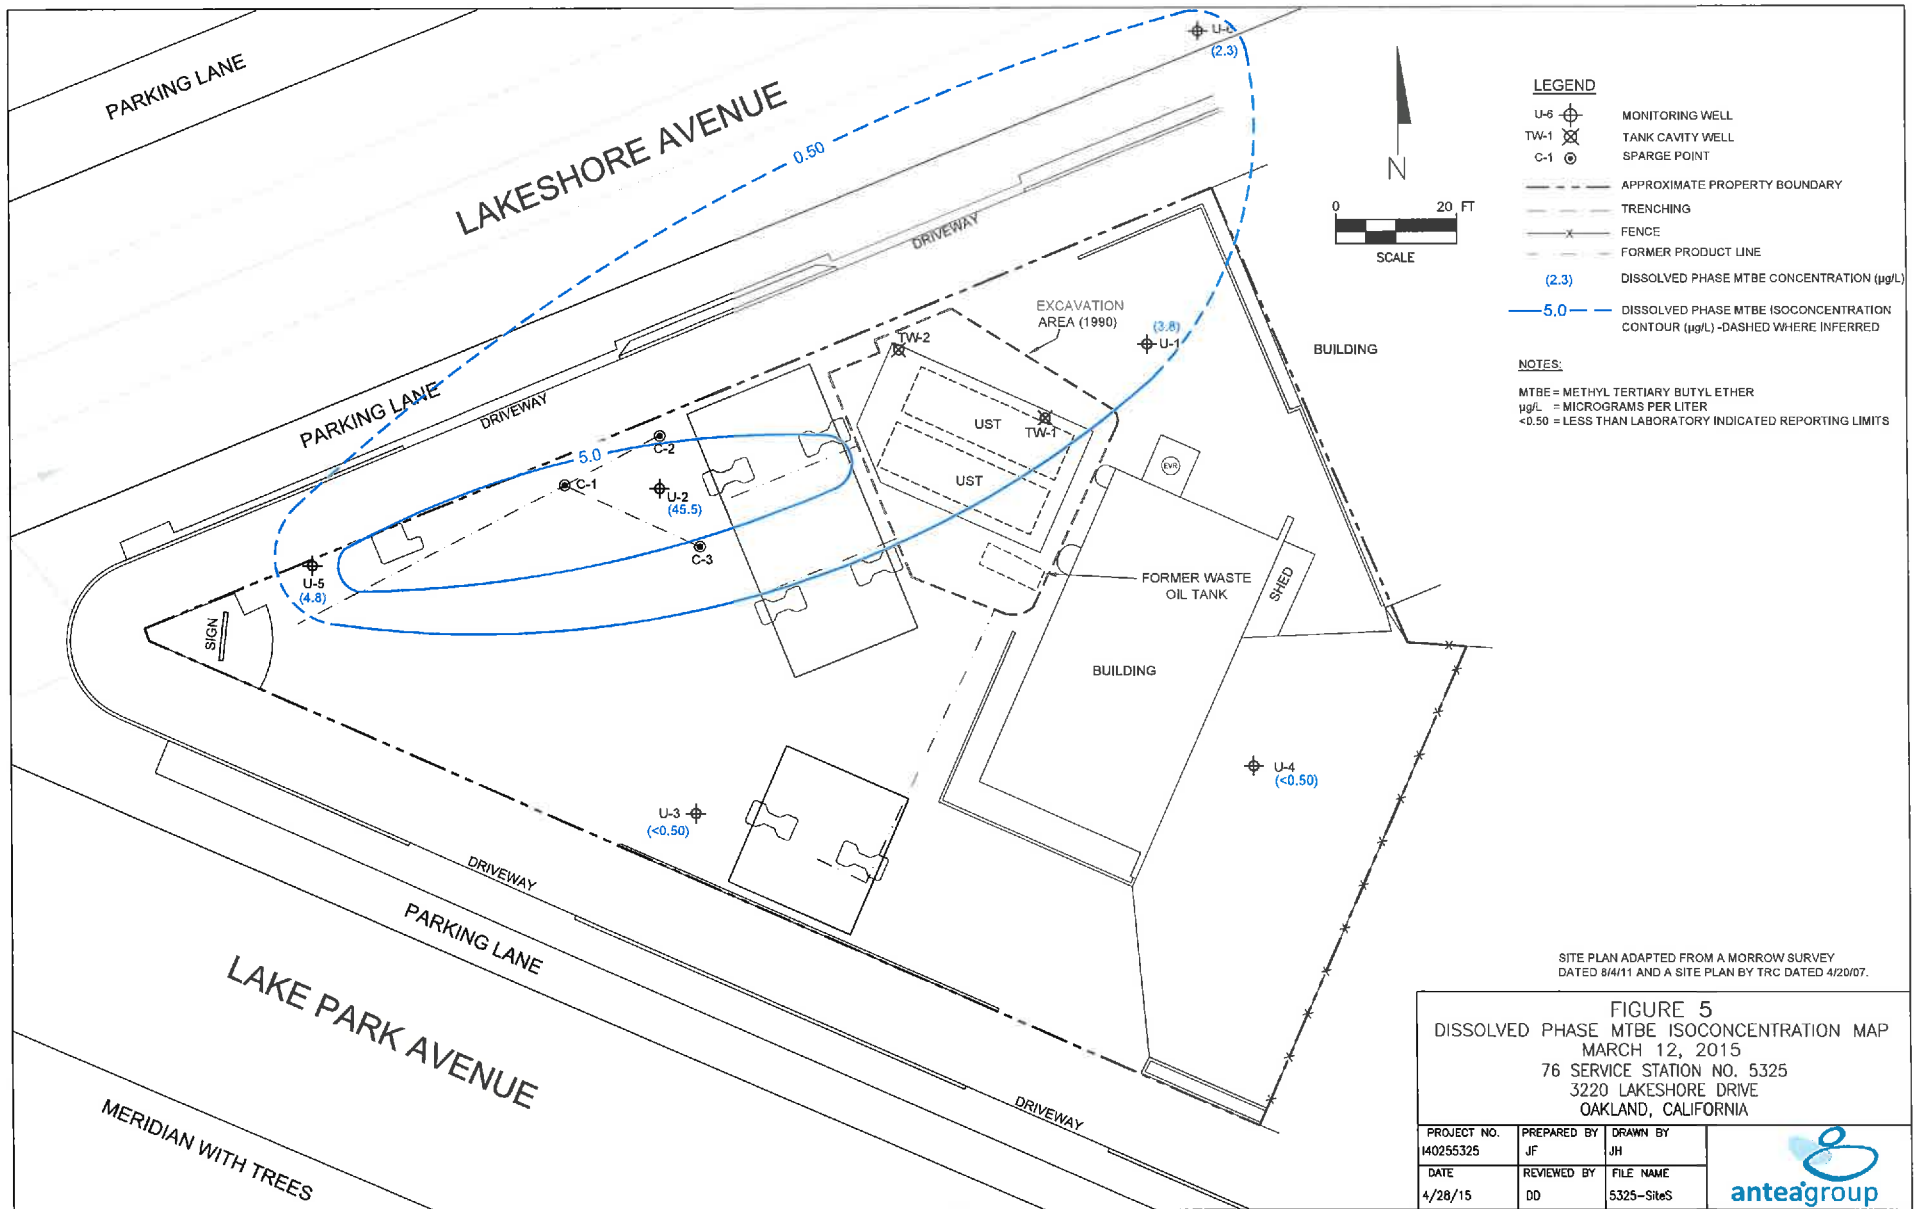 PARKING LANE
LAKESHORE AVENUE
0.50
(2.3)
DRIVEWAY
N
0 20 FT
SCALE
LEGEND
U-6 MONITORING WELL
TW-1 TANK CAVITY WELL
C-1 SPARGE POINT
APPROXIMATE PROPERTY BOUNDARY
TRENCHING
FENCE
FORMER PRODUCT LINE
(2.3) DISSOLVED PHASE MTBE CONCENTRATION (µg/L)
5.0 DISSOLVED PHASE MTBE ISOCONCENTRATION
CONTOUR (µg/L) -DASHED WHERE INFERRED
NOTES:
MTBE = METHYL TERTIARY BUTYL ETHER
µg/L = MICROGRAMS PER LITER
<0.50 = LESS THAN LABORATORY INDICATED REPORTING LIMITS
EXCAVATION
AREA (1990)
(3.8)
U-1
TW-2
BUILDING
PARKING LANE
DRIVEWAY
UST
TW-1
UST
5.0
C-2
C-1
U-2
(45.5)
C-3
EVR
U-5
(4.8)
SIGN
FORMER WASTE
OIL TANK
SHED
BUILDING
U-4
(<0.50)
U-3
(<0.50)
DRIVEWAY
PARKING LANE
LAKE PARK AVENUE
DRIVEWAY
MERIDIAN WITH TREES
SITE PLAN ADAPTED FROM A MORROW SURVEY
DATED 8/4/11 AND A SITE PLAN BY TRC DATED 4/20/07.
FIGURE 5
DISSOLVED PHASE MTBE ISOCONCENTRATION MAP
MARCH 12, 2015
76 SERVICE STATION NO. 5325
3220 LAKESHORE DRIVE
OAKLAND, CALIFORNIA
PROJECT NO. PREPARED BY DRAWN BY
I40255325 JF JH
DATE REVIEWED BY FILE NAME
4/28/15 DD 5325-SiteS
anteagroup